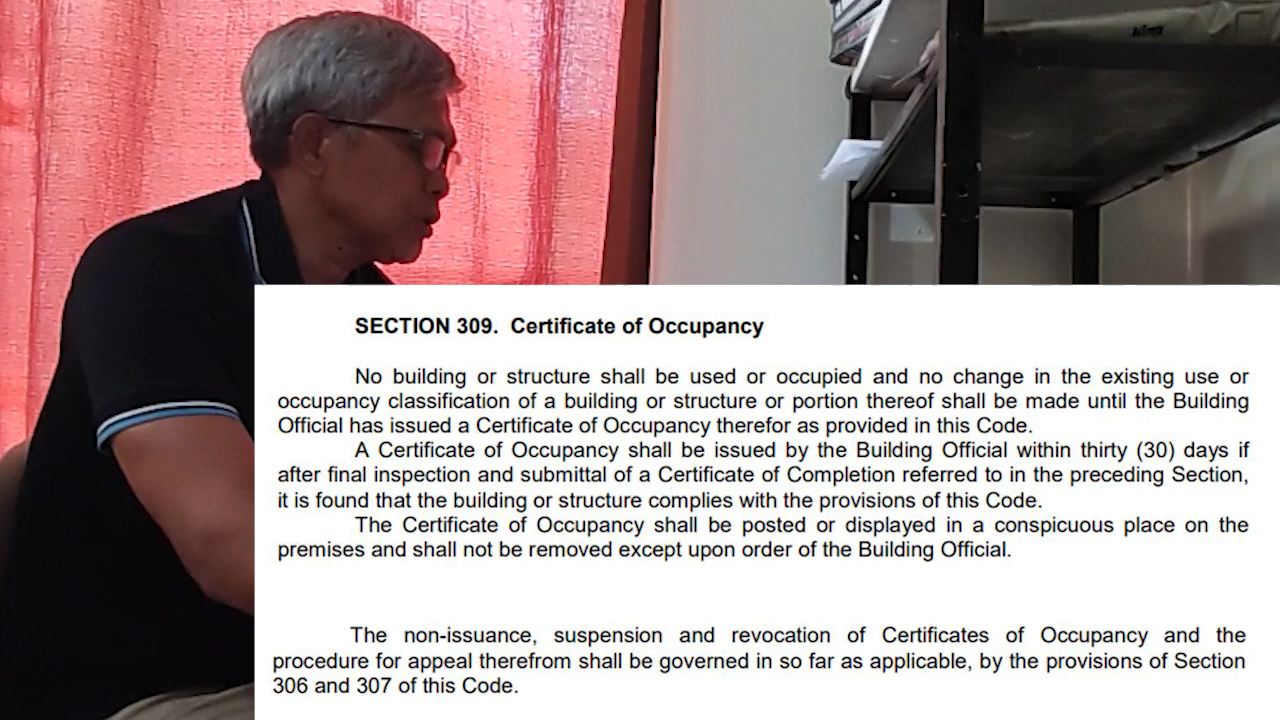 SECTION 309. Certificate of Occupancy
No building or structure shall be used or occupied and no change in the existing use or
occupancy classification of a building or structure or portion thereof shall be made until the Building
Official has issued a Certificate of Occupancy therefor as provided in this Code.
A Certificate of Occupancy shall be issued by the Building Official within thirty (30) days if
after final inspection and submittal of a Certificate of Completion referred to in the preceding Section,
it is found that the building or structure complies with the provisions of this Code.
The Certificate of Occupancy shall be posted or displayed in a conspicuous place on the
premises and shall not be removed except upon order of the Building Official.
The non-issuance, suspension and revocation of Certificates of Occupancy and the
procedure for appeal therefrom shall be governed in so far as applicable, by the provisions of Section
306 and 307 of this Code.